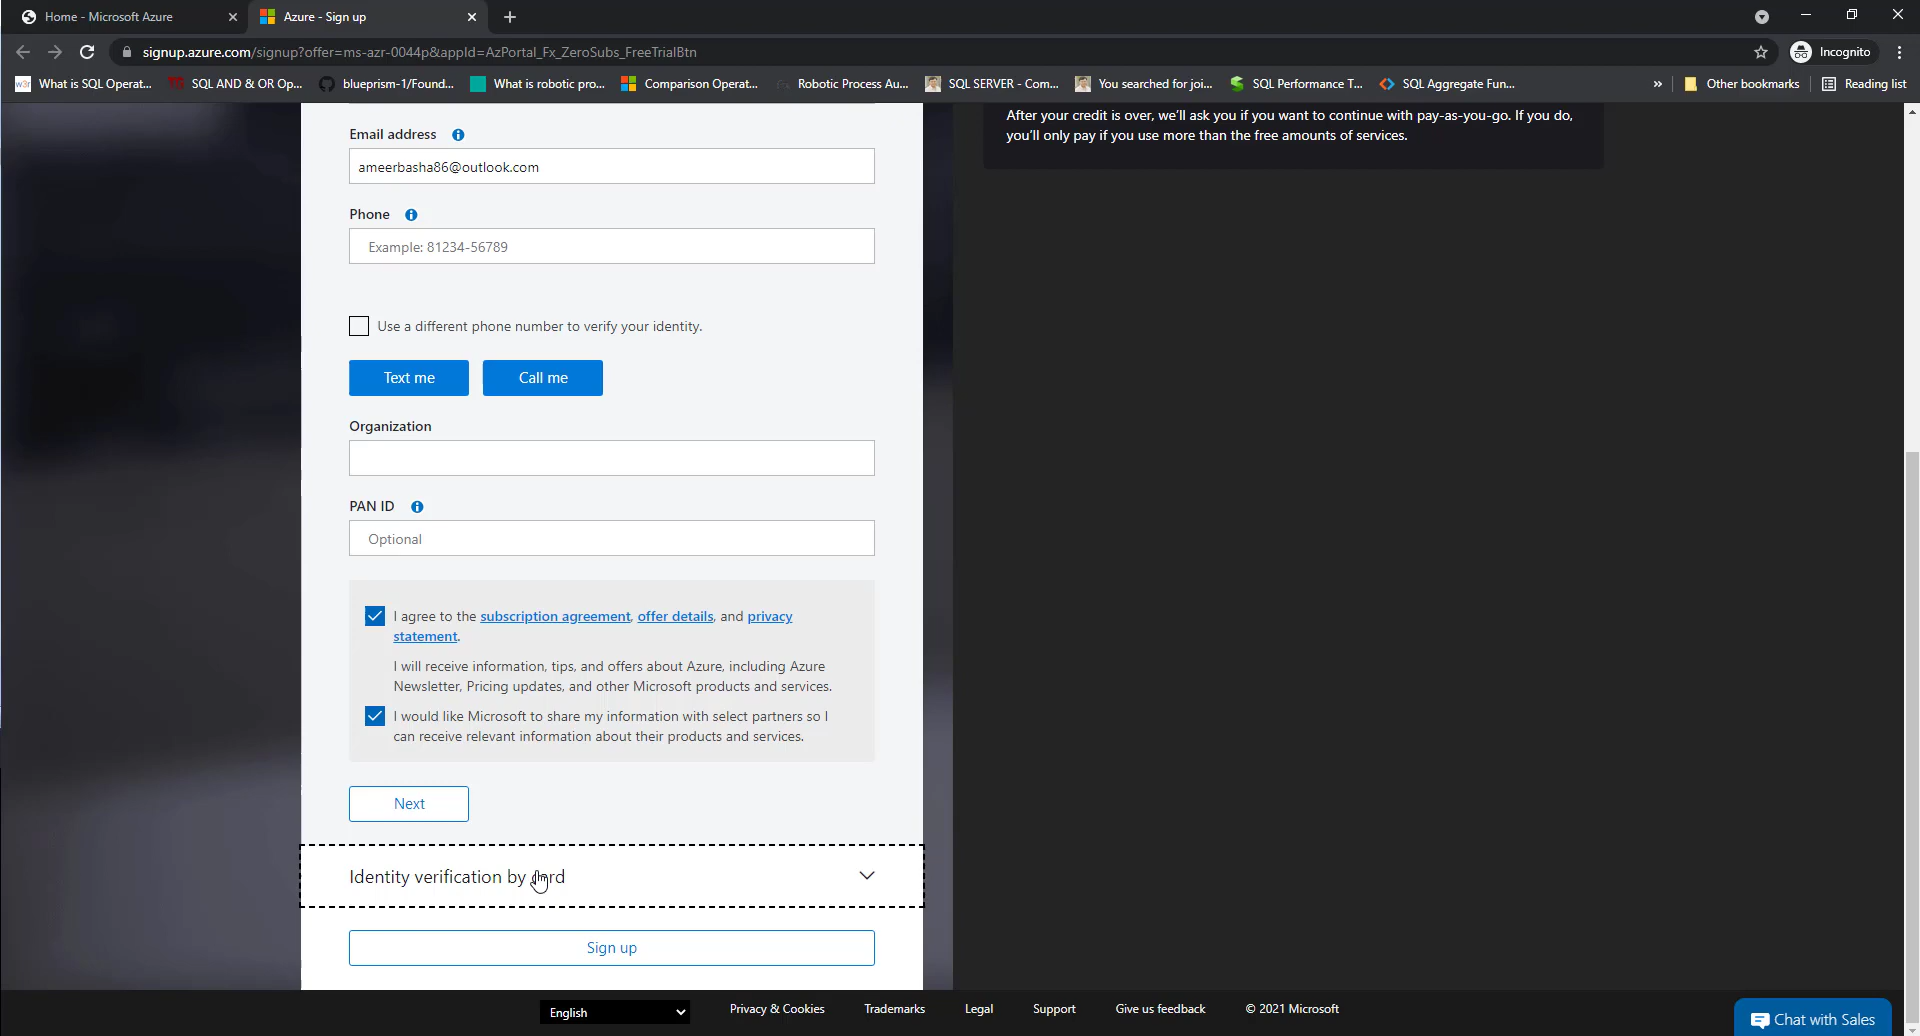 Home - Microsoft Azure
Azure - Sign up
signup.azure.com/signup?offer=ms-azr-0044p&appId=AzPortal_Fx_ZeroSubs_FreeTrialBtn
Incognito
What is SQL Operat...
SQL AND & OR Op...
blueprism-1/Found...
What is robotic pro...
Comparison Operat...
Robotic Process Au...
SQL SERVER - Com...
You searched for joi...
SQL Performance T...
SQL Aggregate Fun...
»
Other bookmarks
Reading list
After your credit is over, we'll ask you if you want to continue with pay-as-you-go. If you do,
you'll only pay if you use more than the free amounts of services.
Email address
ameerbasha86@outlook.com
Phone
Example: 81234-56789
Use a different phone number to verify your identity.
Text me
Call me
Organization
PAN ID
Optional
I agree to the subscription agreement, offer details, and privacy
statement.
I will receive information, tips, and offers about Azure, including Azure
Newsletter, Pricing updates, and other Microsoft products and services.
I would like Microsoft to share my information with select partners so I
can receive relevant information about their products and services.
Next
Identity verification by card
Sign up
English
Privacy & Cookies
Trademarks
Legal
Support
Give us feedback
© 2021 Microsoft
Chat with Sales